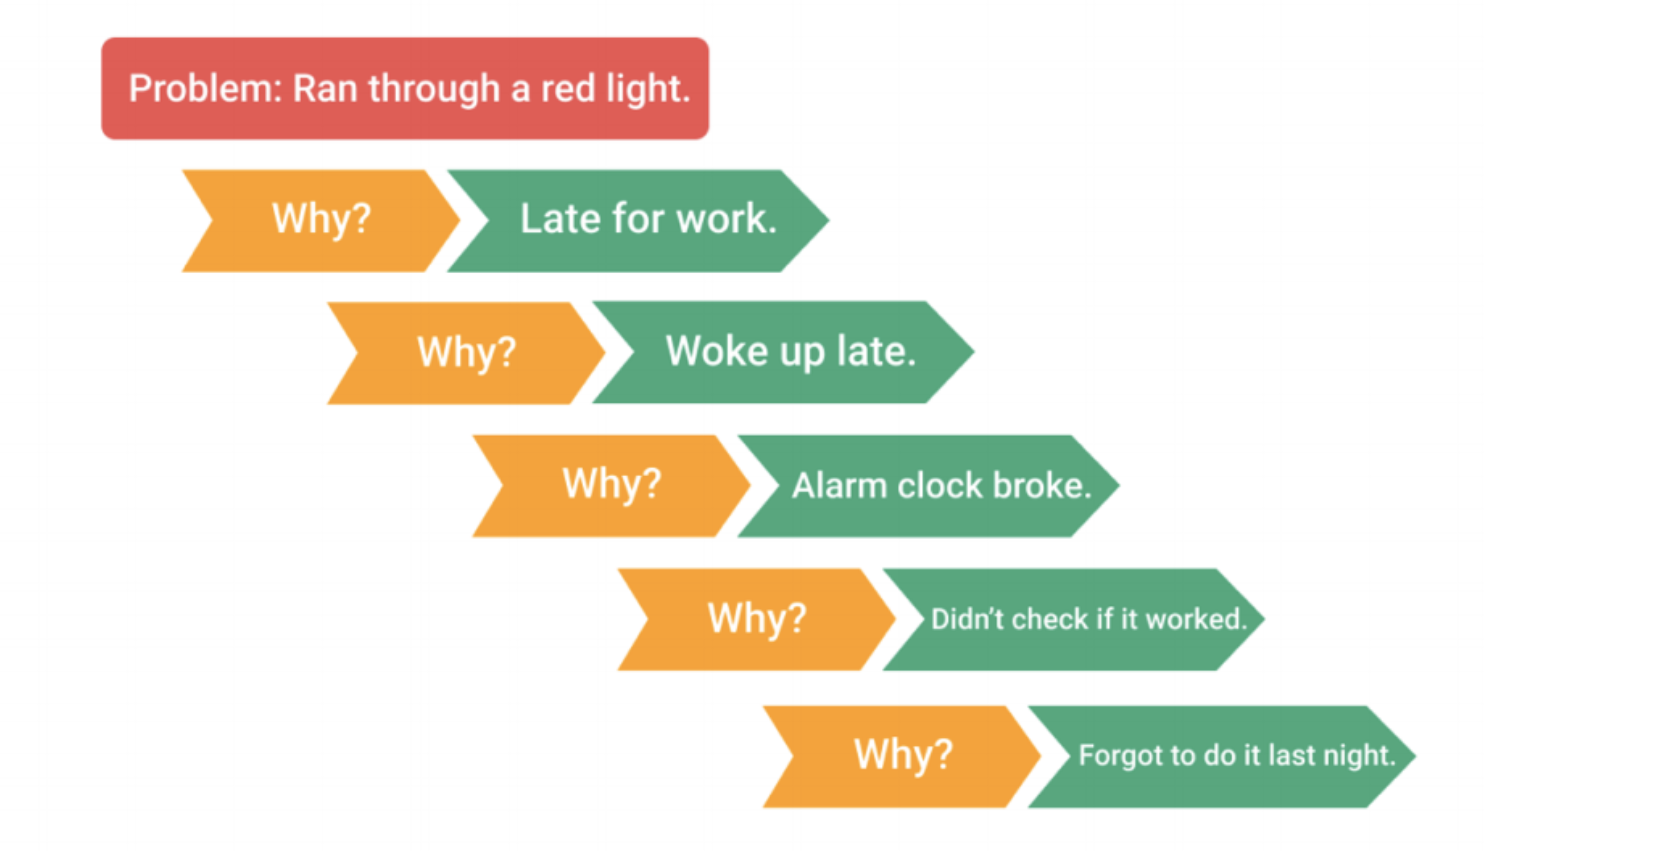 Problem: Ran through a red light.
Why? Late for work.
Why? Woke up late.
Why? Alarm clock broke.
Why? Didn't check if it worked.
Why? Forgot to do it last night.